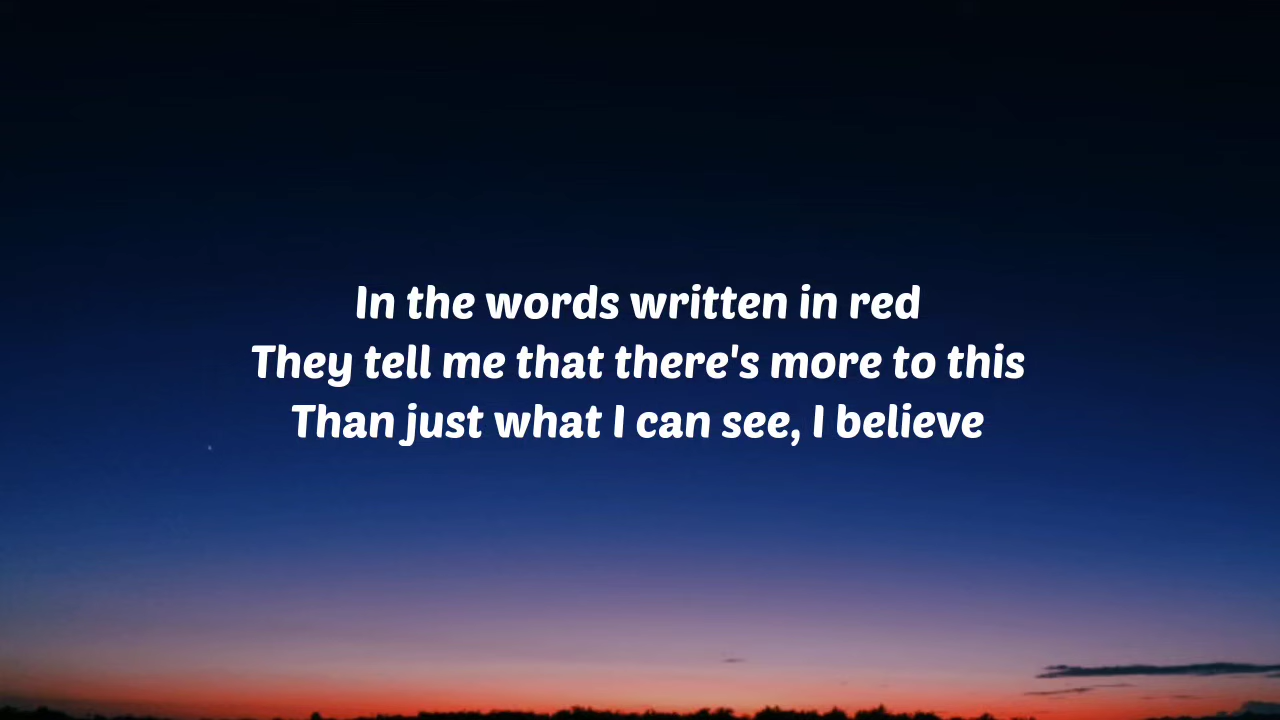 In the words written in red
They tell me that there's more to this
Than just what I can see, I believe